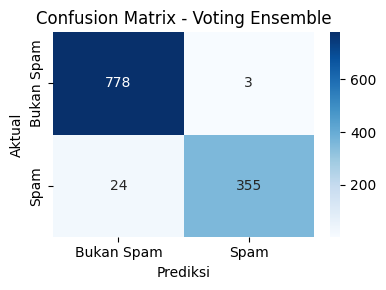 Confusion Matrix - Voting Ensemble
Aktual
Bukan Spam
778
3
Spam
24
355
Bukan Spam
Spam
Prediksi
600
400
200